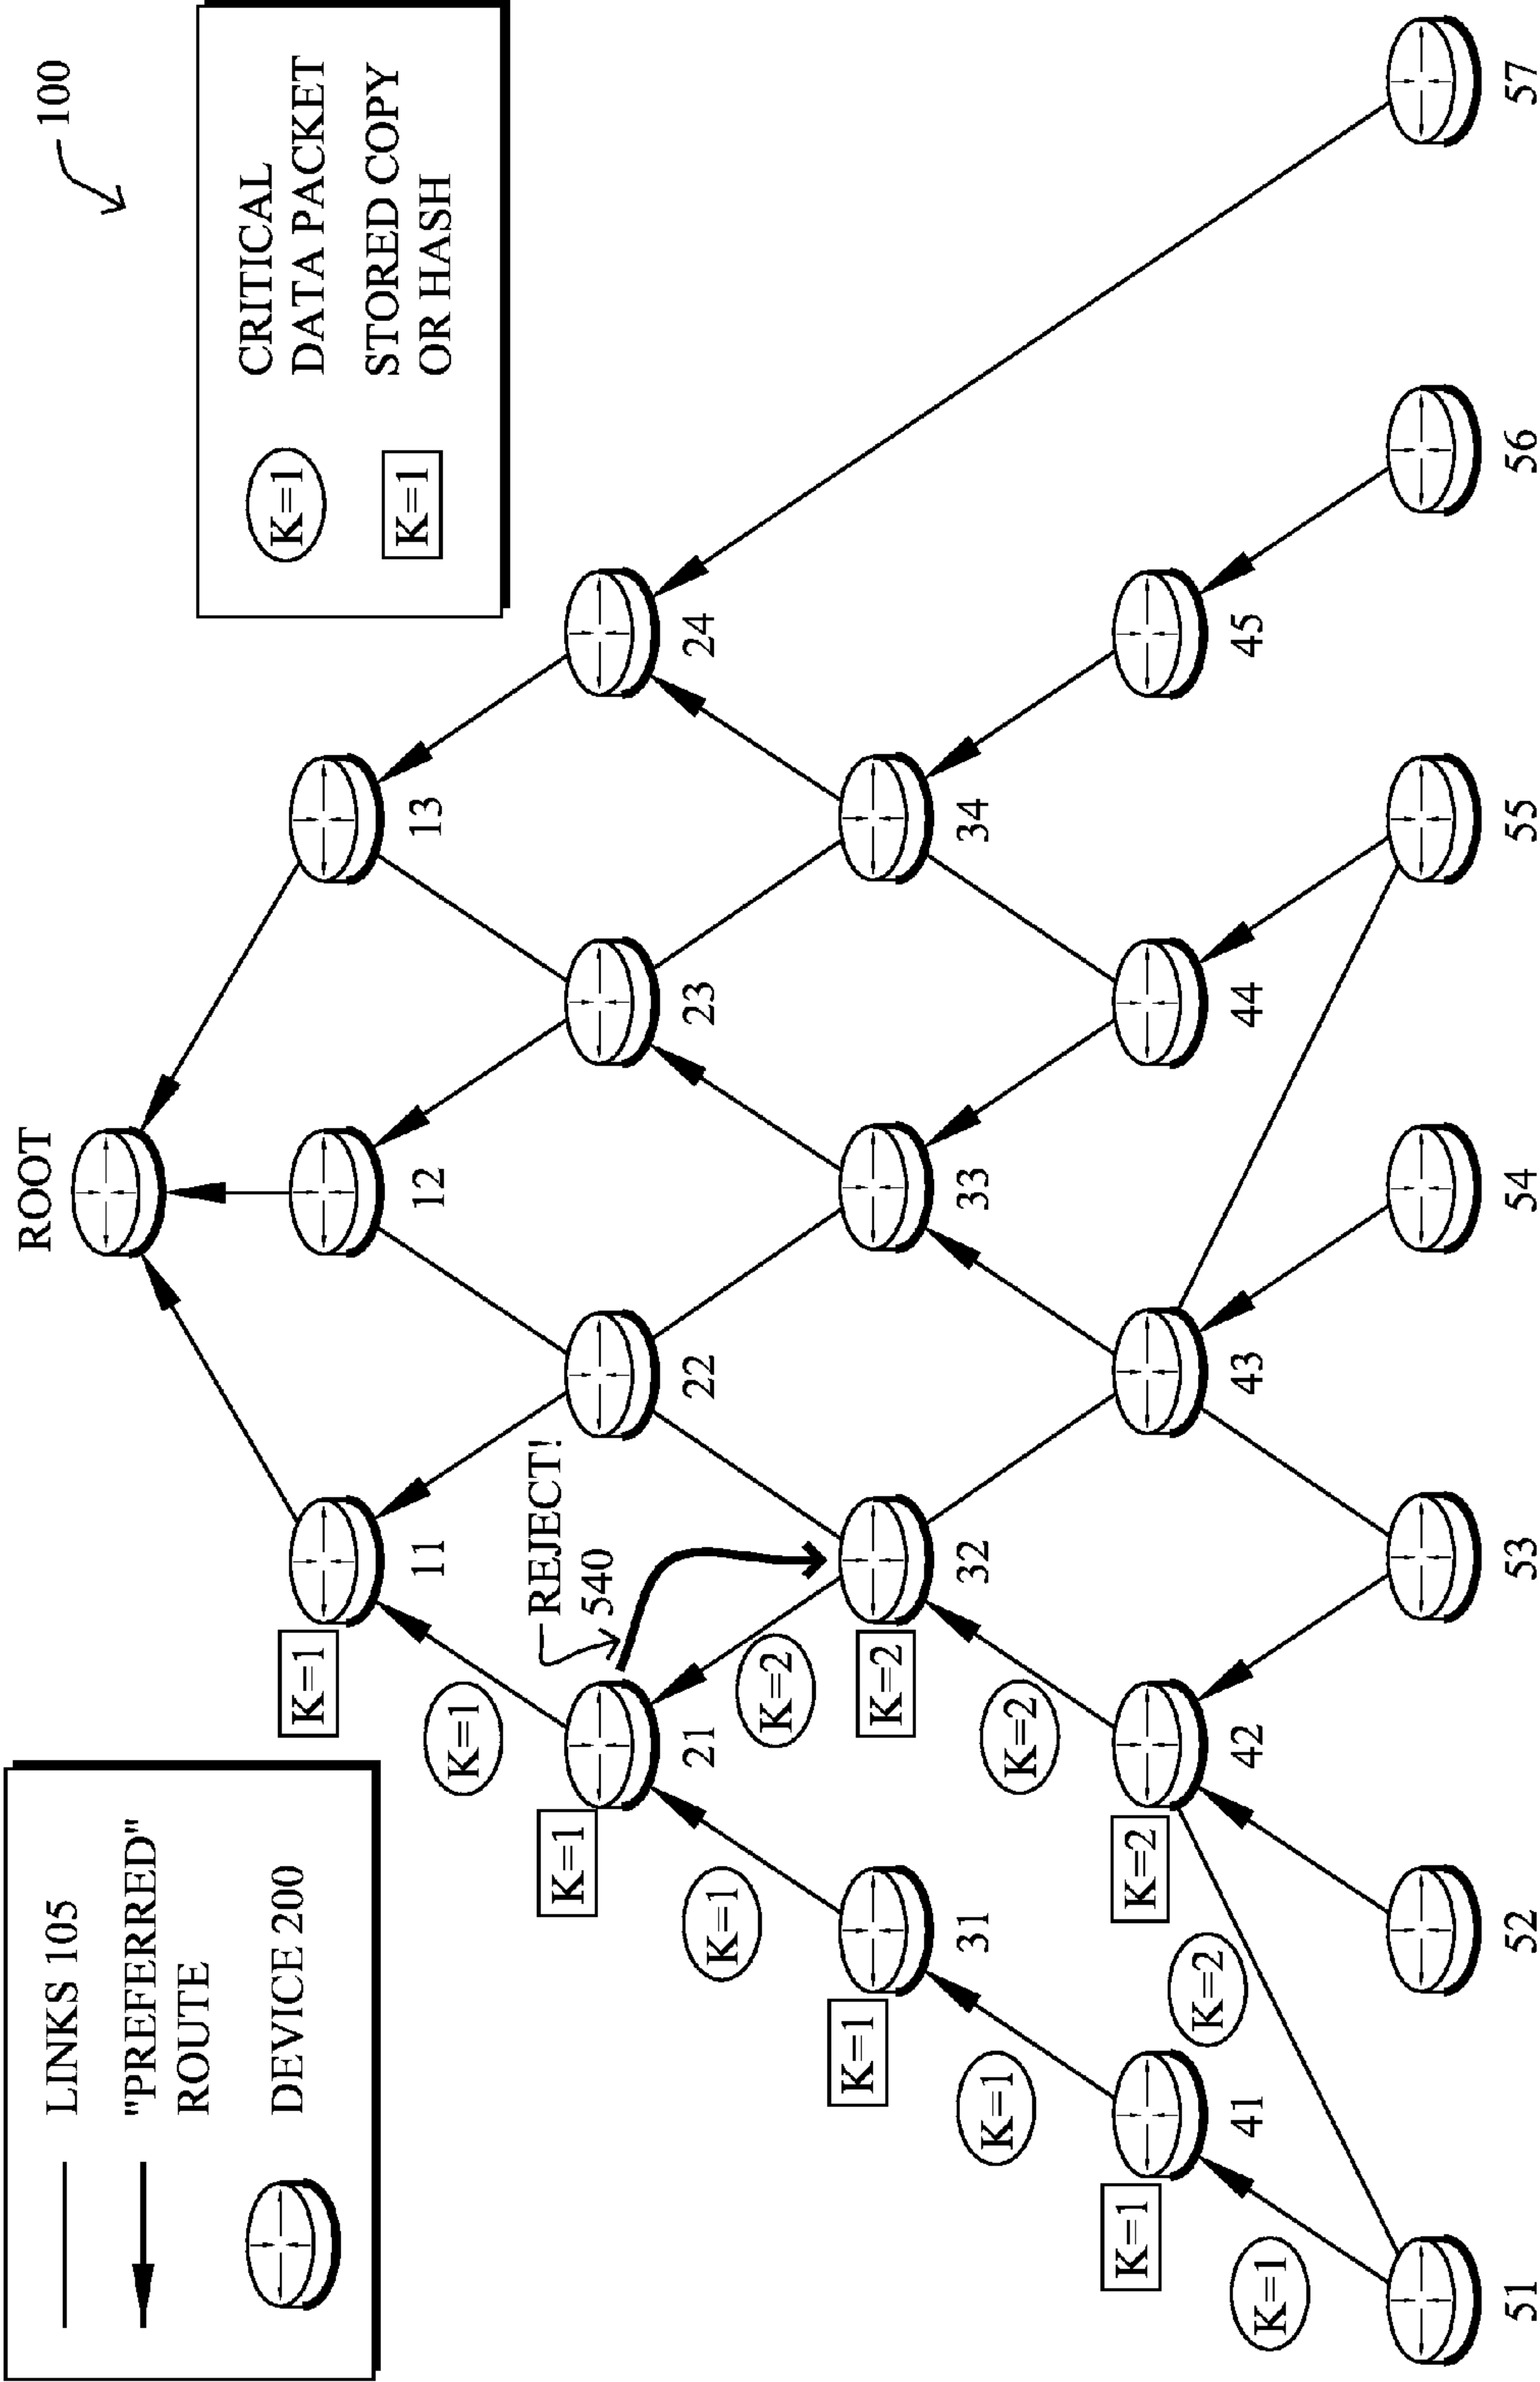 100
LINKS 105
"PREFERRED"
ROUTE
DEVICE 200
K=1
CRITICAL
DATA PACKET
K=1
STORED COPY
OR HASH
ROOT
K=1
11
12
13
K=1
REJECT!
540
K=1
21
22
23
24
K=1
K=2
K=1
31
K=2
32
33
34
K=1
K=2
K=1
41
K=2
42
43
44
45
K=1
K=2
51
52
53
54
55
56
57